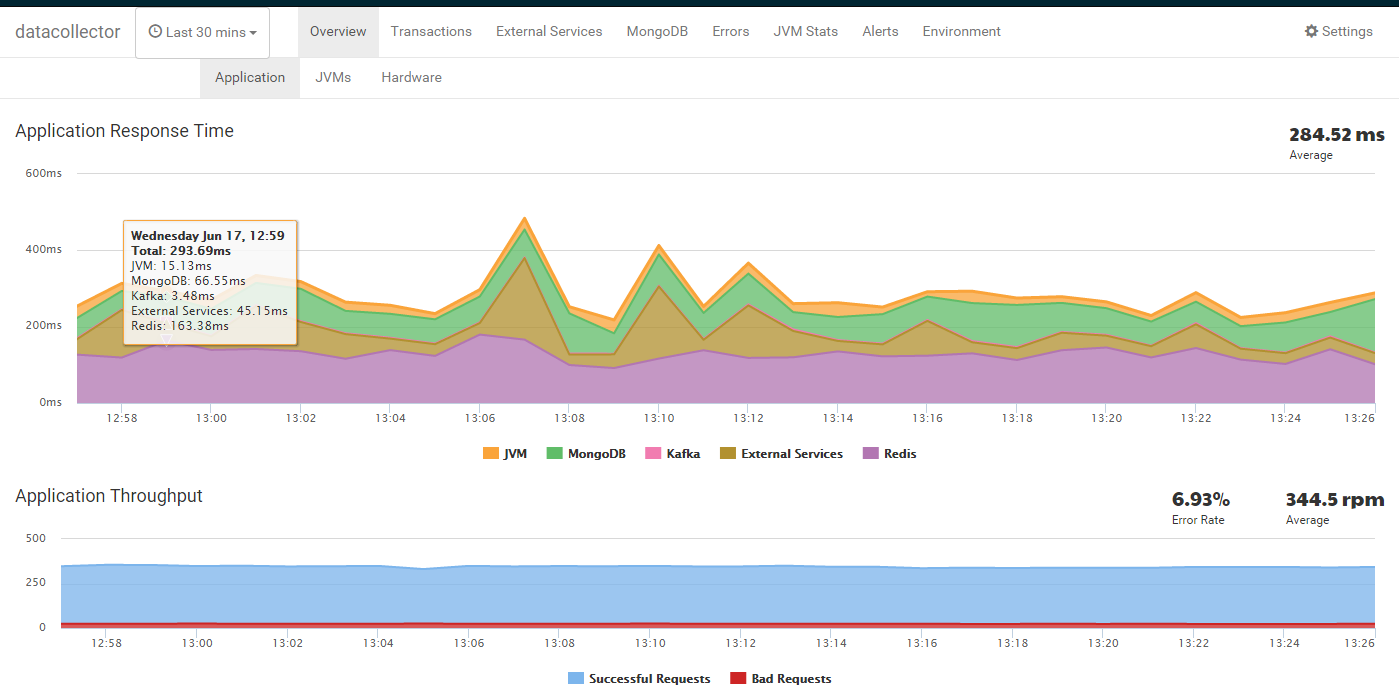 datacollector Last 30 mins Overview Transactions External Services MongoDB Errors JVM Stats Alerts Environment Settings
Application JVMs Hardware
Application Response Time
284.52 ms
Average
600ms
400ms
200ms
0ms
Wednesday Jun 17, 12:59
Total: 293.69ms
JVM: 15.13ms
MongoDB: 66.55ms
Kafka: 3.48ms
External Services: 45.15ms
Redis: 163.38ms
12:58 13:00 13:02 13:04 13:06 13:08 13:10 13:12 13:14 13:16 13:18 13:20 13:22 13:24 13:26
JVM MongoDB Kafka External Services Redis
Application Throughput
6.93% 344.5 rpm
Error Rate Average
500
250
0
12:58 13:00 13:02 13:04 13:06 13:08 13:10 13:12 13:14 13:16 13:18 13:20 13:22 13:24 13:26
Successful Requests Bad Requests